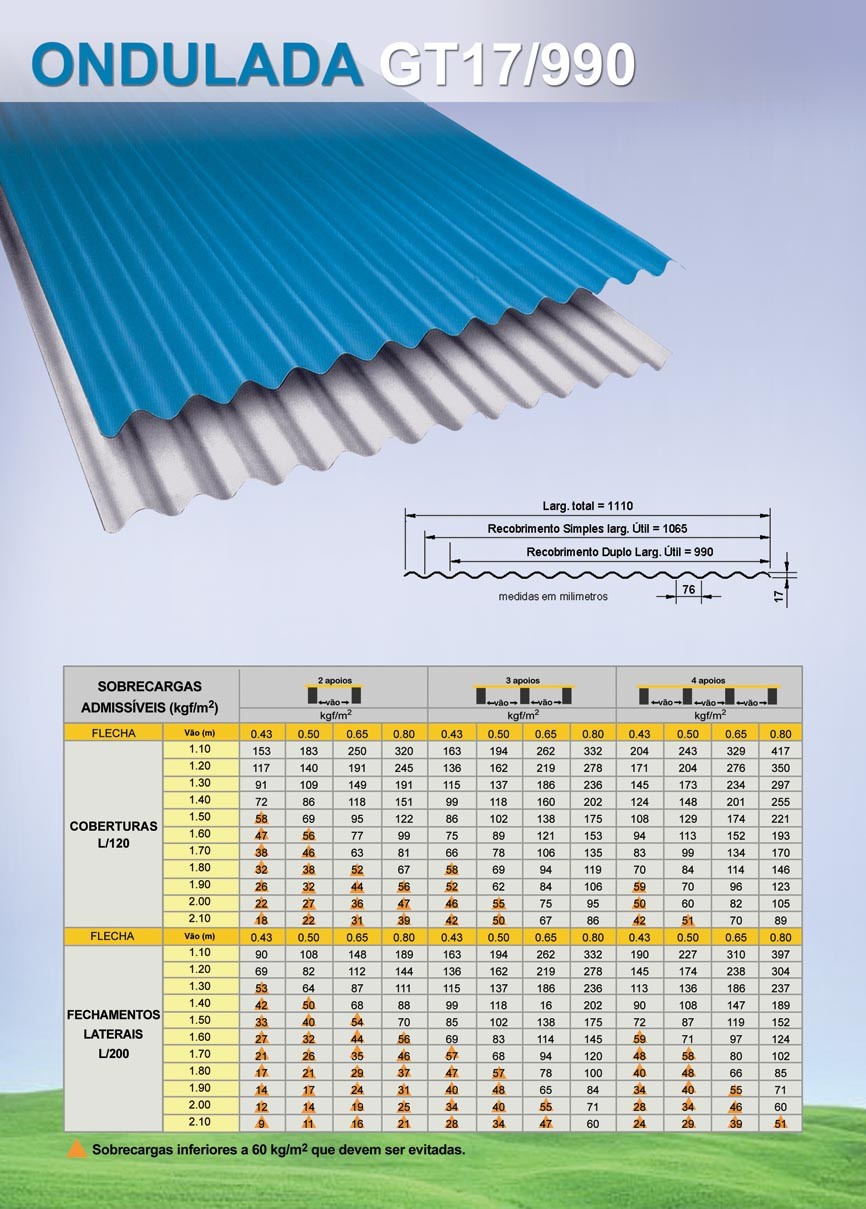 ONDULADA GT17/990
Larg. total = 1110
Recobrimento Simples larg. Útil = 1065
Recobrimento Duplo Larg. Útil = 990
76
17
medidas em milimetros
SOBRECARGAS
ADMISSÍVEIS (kgf/m²)
2 apoios 3 apoios 4 apoios
←vão→ ←vão→ ←vão→ ←vão→ ←vão→ ←vão→
kgf/m² kgf/m² kgf/m²
FLECHA Vão (m) 0.43 0.50 0.65 0.80 0.43 0.50 0.65 0.80 0.43 0.50 0.65 0.80
COBERTURAS
L/120
1.10 153 183 250 320 163 194 262 332 204 243 329 417
1.20 117 140 191 245 136 162 219 278 171 204 276 350
1.30 91 109 149 191 115 137 186 236 145 173 234 297
1.40 72 86 118 151 99 118 160 202 124 148 201 255
1.50 58 69 95 122 86 102 138 175 108 129 174 221
1.60 47 56 77 99 75 89 121 153 94 113 152 193
1.70 38 46 63 81 66 78 106 135 83 99 134 170
1.80 32 38 52 67 58 69 94 119 70 84 114 146
1.90 26 32 44 56 52 62 84 106 59 70 96 123
2.00 22 27 36 47 46 55 75 95 50 60 82 105
2.10 18 22 31 39 42 50 67 86 42 51 70 89
FLECHA Vão (m) 0.43 0.50 0.65 0.80 0.43 0.50 0.65 0.80 0.43 0.50 0.65 0.80
FECHAMENTOS
LATERAIS
L/200
1.10 90 108 148 189 163 194 262 332 190 227 310 397
1.20 69 82 112 144 136 162 219 278 145 174 238 304
1.30 53 64 87 111 115 137 186 236 113 136 186 237
1.40 42 50 68 88 99 118 16 202 90 108 147 189
1.50 33 40 54 70 85 102 138 175 72 87 119 152
1.60 27 32 44 56 69 83 114 145 59 71 97 124
1.70 21 26 35 46 57 68 94 120 48 58 80 102
1.80 17 21 29 37 47 57 78 100 40 48 66 85
1.90 14 17 24 31 40 48 65 84 34 40 55 71
2.00 12 14 19 25 34 40 55 71 28 34 46 60
2.10 9 11 16 21 28 34 47 60 24 29 39 51
Sobrecargas inferiores a 60 kg/m² que devem ser evitadas.